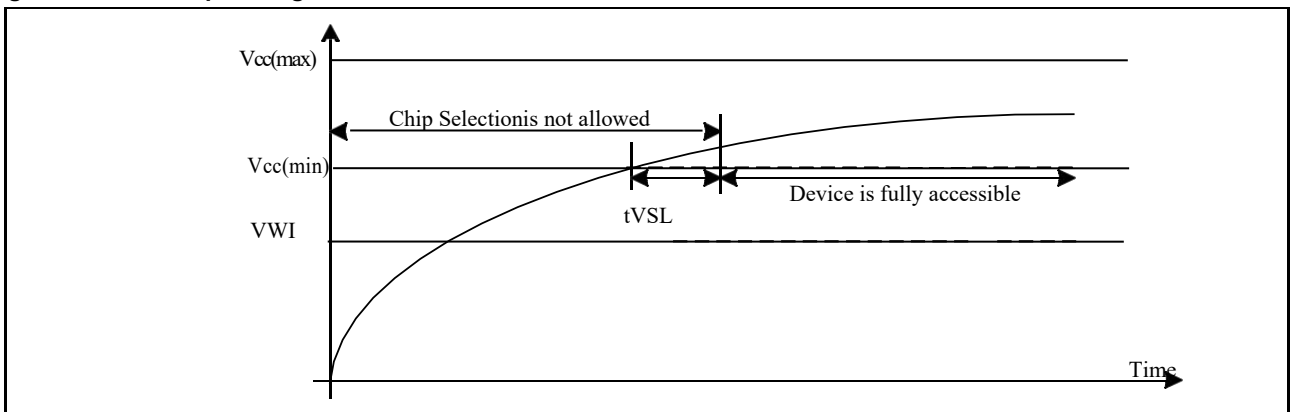 Vcc(max)
Chip Selectionis not allowed
Vcc(min)
Device is fully accessible
tVSL
VWI
Time